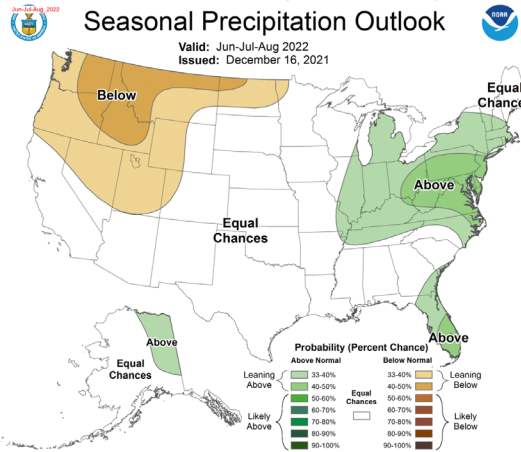 Jun-Jul-Aug 2022
Seasonal Precipitation Outlook
NOAA
Valid: Jun-Jul-Aug 2022
Issued: December 16, 2021
Below
Equal
Chances
Above
Equal
Chances
Above
Above
Equal
Chances
Probability (Percent Chance)
Above Normal
Below Normal
Leaning
Above
33-40%
40-50%
Likely
Above
50-60%
60-70%
70-80%
80-90%
90-100%
Equal
Chances
33-40%
40-50%
Leaning
Below
50-60%
60-70%
70-80%
80-90%
90-100%
Likely
Below